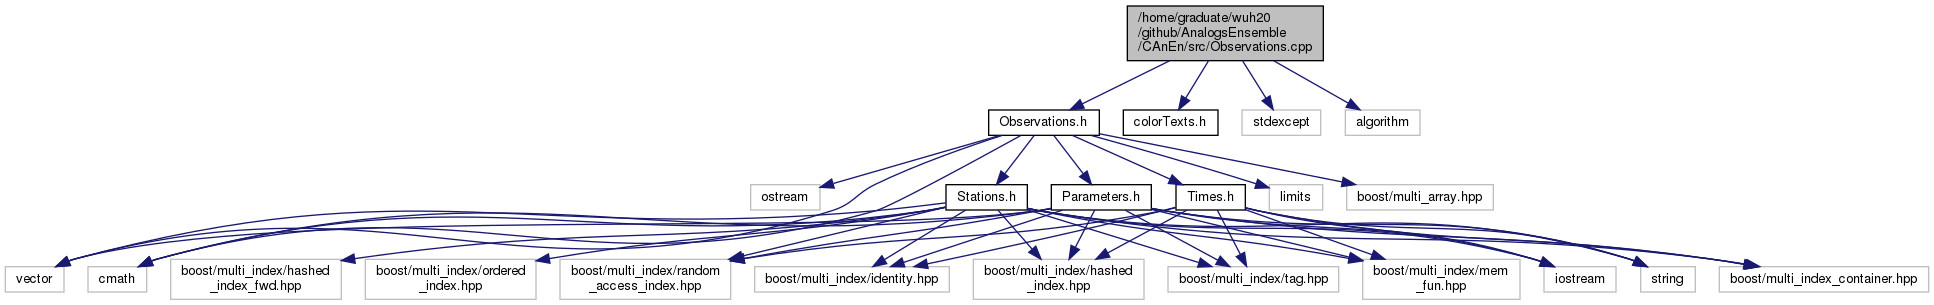 /home/graduate/wuh20
/github/AnalogsEnsemble
/CAnEn/src/Observations.cpp
Observations.h
colorTexts.h
stdexcept
algorithm
ostream
Stations.h
Parameters.h
Times.h
limits
boost/multi_array.hpp
vector
cmath
boost/multi_index/hashed
_index_fwd.hpp
boost/multi_index/ordered
_index.hpp
boost/multi_index/random
_access_index.hpp
boost/multi_index/identity.hpp
boost/multi_index/hashed
_index.hpp
boost/multi_index/tag.hpp
boost/multi_index/mem
_fun.hpp
iostream
string
boost/multi_index_container.hpp